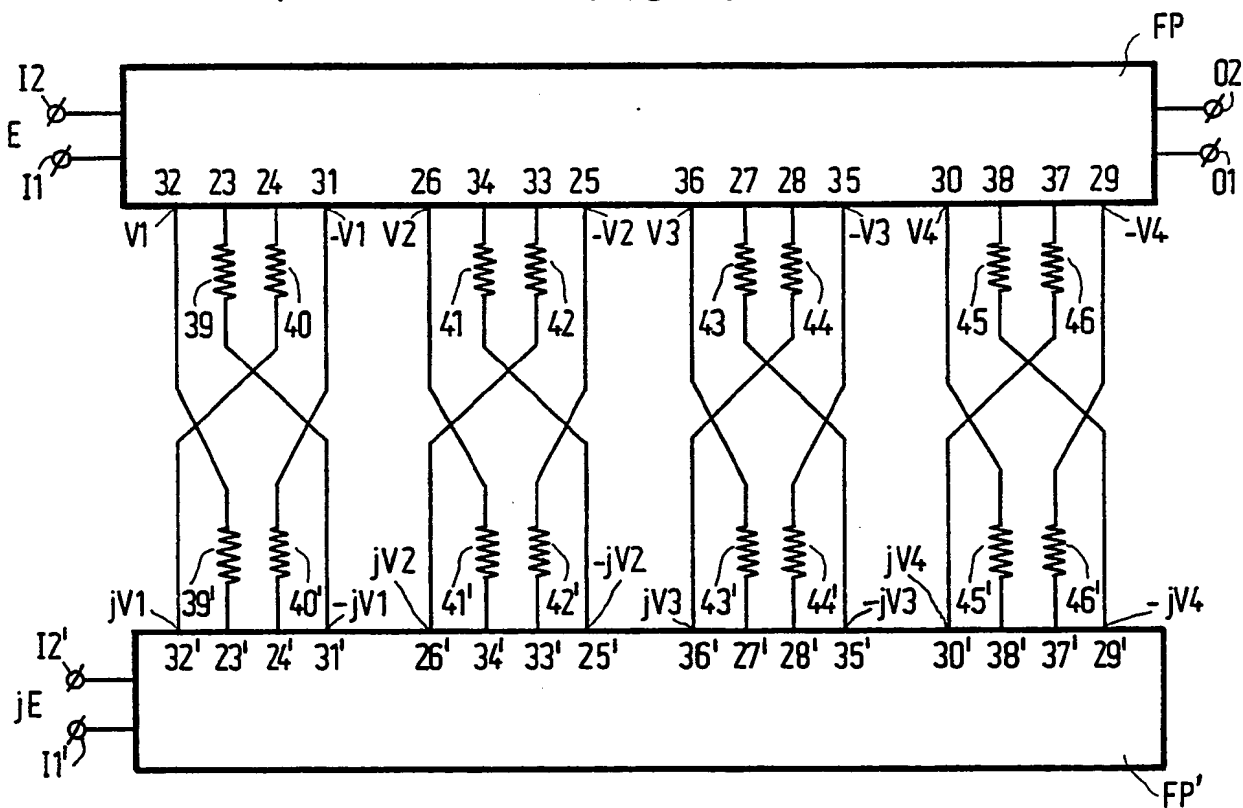 FP
I2
O2
E
I1
O1
32 23 24 31 26 34 33 25 36 27 28 35 30 38 37 29
V1 -V1 V2 -V2 V3 -V3 V4 -V4
39 40 41 42 43 44 45 46
jV2 -jV2 jV4
jV1 39' 40' -jV1 41' 42' jV3 43' 44' -jV3 45' 46' -jV4
I2' 32' 23' 24' 31' 26' 34' 33' 25' 36' 27' 28' 35' 30' 38' 37' 29'
jE
I1'
FP'